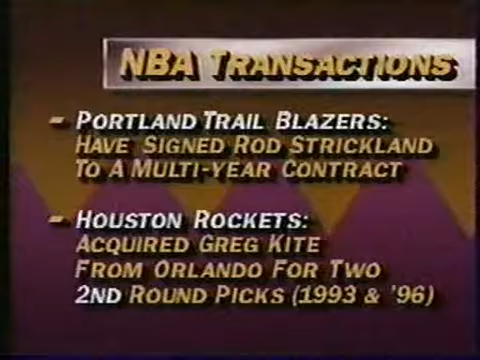 NBA TRANSACTIONS
- PORTLAND TRAIL BLAZERS:
HAVE SIGNED ROD STRICKLAND
TO A MULTI-YEAR CONTRACT
- HOUSTON ROCKETS:
ACQUIRED GREG KITE
FROM ORLANDO FOR TWO
2ND ROUND PICKS (1993 & '96)